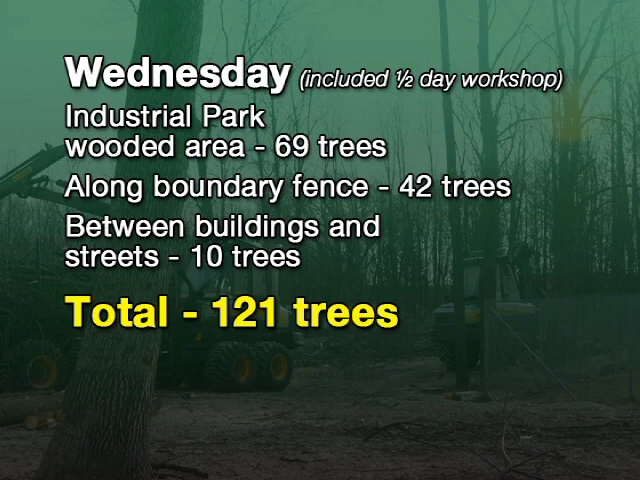 Wednesday (included ½ day workshop)
Industrial Park
wooded area - 69 trees
Along boundary fence - 42 trees
Between buildings and
streets - 10 trees
Total - 121 trees